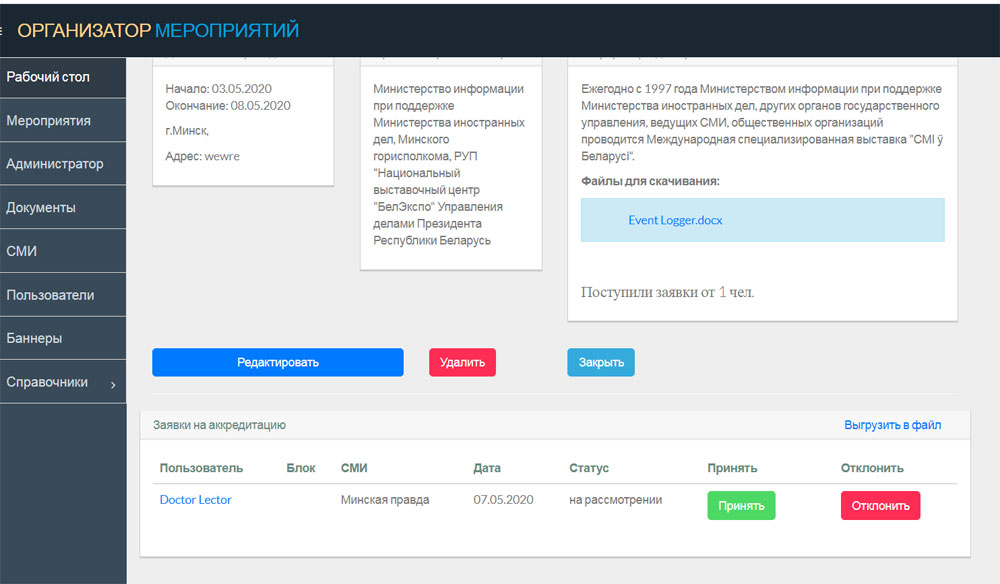 ОРГАНИЗАТОР МЕРОПРИЯТИЙ
Рабочий стол
Мероприятия
Администратор
Документы
СМИ
Пользователи
Баннеры
Справочники
Начало: 03.05.2020
Окончание: 08.05.2020
г.Минск,
Адрес: wewre
Министерство информации
при поддержке
Министерства иностранных
дел, Минского
горисполкома, РУП
"Национальный
выставочный центр
"БелЭкспо" Управления
делами Президента
Республики Беларусь
Ежегодно с 1997 года Министерством информации при поддержке
Министерства иностранных дел, других органов государственного
управления, ведущих СМИ, общественных организаций
проводится Международная специализированная выставка "СМІ ў
Беларусі".
Файлы для скачивания:
Event Logger.docx
Поступили заявки от 1 чел.
Редактировать
Удалить
Закрыть
Заявки на аккредитацию
Выгрузить в файл
Пользователь Блок СМИ Дата Статус Принять Отклонить
Doctor Lector Минская правда 07.05.2020 на рассмотрении Принять Отклонить